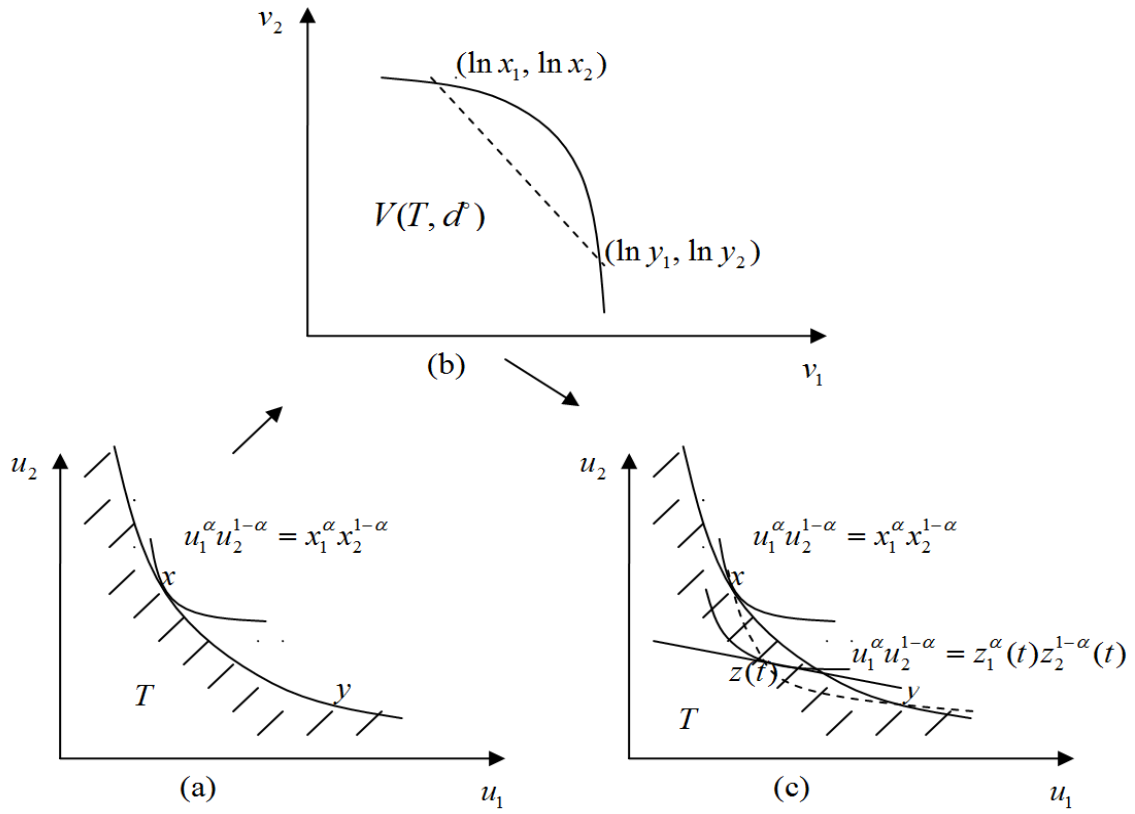 v₂
(ln x₁, ln x₂)
V(T, d°)
(ln y₁, ln y₂)
(b)
v₁
u₂
u₁^α u₂^{1-α} = x₁^α x₂^{1-α}
x
y
T
(a)
u₁
u₂
u₁^α u₂^{1-α} = x₁^α x₂^{1-α}
x
u₁^α u₂^{1-α} = z₁^α(t) z₂^{1-α}(t)
z(t)
y
T
(c)
u₁